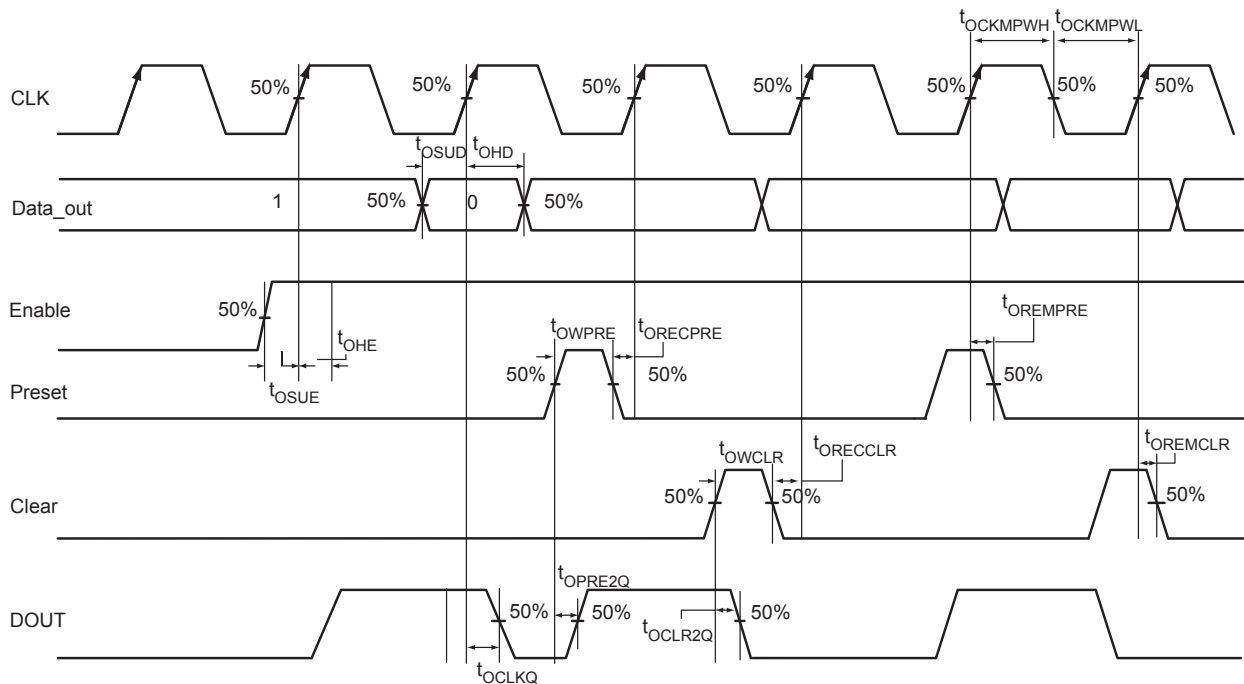 tOCKMPWH tOCKMPWL
CLK
50% 50% 50% 50% 50% 50% 50%
tOSUD tOHD
Data_out
1 50% 0 50%
Enable
50%
tOHE
tOSUE
tOWPRE tORECPRE
tOREMPRE
Preset
50% 50% 50%
tOWCLR tORECCLR
tOREMCLR
Clear
50% 50% 50%
tOPRE2Q
DOUT
50% 50% 50%
tOCLR2Q
tOCLKQ